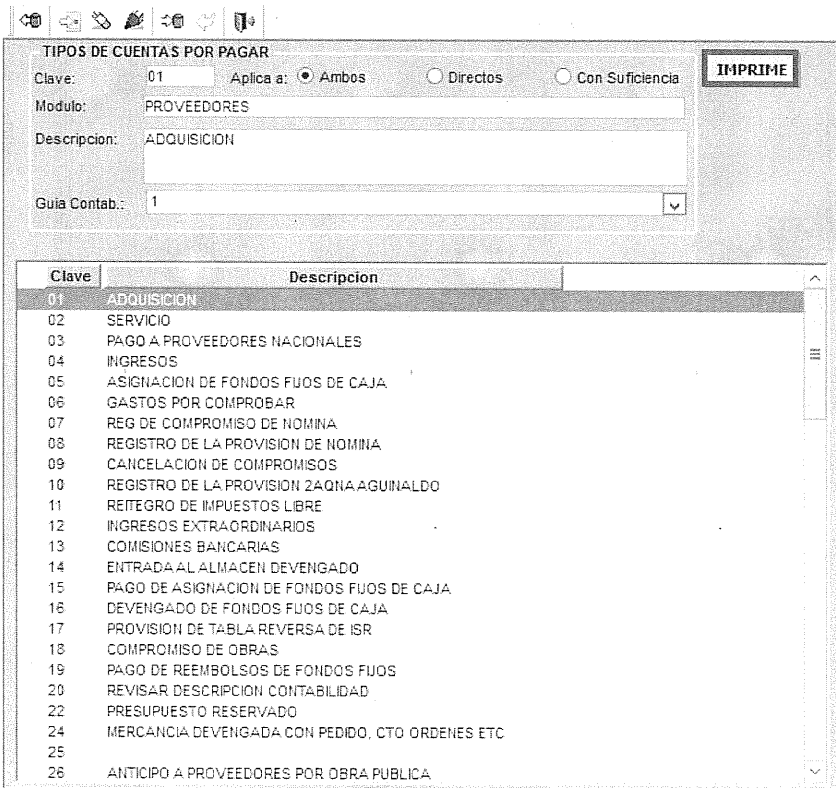 TIPOS DE CUENTAS POR PAGAR
Clave: 01 Aplica a: Ambos Directos Con Suficiencia
IMPRIME
Modulo: PROVEEDORES
Descripcion: ADQUISICION
Guia Contab.: 1
Clave Descripcion
01 ADQUISICION
02 SERVICIO
03 PAGO A PROVEEDORES NACIONALES
04 INGRESOS
05 ASIGNACION DE FONDOS FIJOS DE CAJA
06 GASTOS POR COMPROBAR
07 REG DE COMPROMISO DE NOMINA
08 REGISTRO DE LA PROVISION DE NOMINA
09 CANCELACION DE COMPROMISOS
10 REGISTRO DE LA PROVISION 2AQNA AGUINALDO
11 REITEGRO DE IMPUESTOS LIBRE
12 INGRESOS EXTRAORDINARIOS
13 COMISIONES BANCARIAS
14 ENTRADA AL ALMACEN DEVENGADO
15 PAGO DE ASIGNACION DE FONDOS FIJOS DE CAJA
16 DEVENGADO DE FONDOS FIJOS DE CAJA
17 PROVISION DE TABLA REVERSA DE ISR
18 COMPROMISO DE OBRAS
19 PAGO DE REEMBOLSOS DE FONDOS FIJOS
20 REVISAR DESCRIPCION CONTABILIDAD
22 PRESUPUESTO RESERVADO
24 MERCANCIA DEVENGADA CON PEDIDO, CTO ORDENES ETC
25
26 ANTICIPO A PROVEEDORES POR OBRA PUBLICA